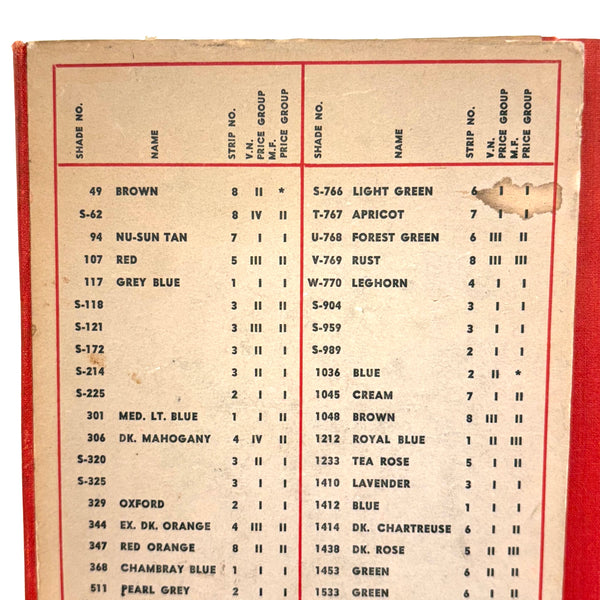 SHADE NO. NAME STRIP NO. V.N. PRICE GROUP M.F. PRICE GROUP
49 BROWN 8 II *
S-62 8 IV II
94 NU-SUN TAN 7 I I
107 RED 5 III II
117 GREY BLUE 1 I I
S-118 3 II II
S-121 3 III II
S-172 3 II I
S-214 3 II I
S-225 2 I I
301 MED. LT. BLUE 1 I II
306 DK. MAHOGANY 4 IV II
S-320 3 II I
S-325 3 I I
329 OXFORD 2 I I
344 EX. DK. ORANGE 4 III II
347 RED ORANGE 8 II II
368 CHAMBRAY BLUE 1 I I
511 PEARL GREY 2 I I
SHADE NO. NAME STRIP NO. V.N. PRICE GROUP M.F. PRICE GROUP
S-766 LIGHT GREEN 6 I I
T-767 APRICOT 7 I I
U-768 FOREST GREEN 6 III II
V-769 RUST 8 III III
W-770 LEGHORN 4 I I
S-904 3 I I
S-959 3 I I
S-989 2 I I
1036 BLUE 2 II *
1045 CREAM 7 I II
1048 BROWN 8 III II
1212 ROYAL BLUE 1 II III
1233 TEA ROSE 5 I II
1410 LAVENDER 3 I I
1412 BLUE 1 I I
1414 DK. CHARTREUSE 6 I II
1438 DK. ROSE 5 II III
1453 GREEN 6 II II
1533 GREEN 6 I II